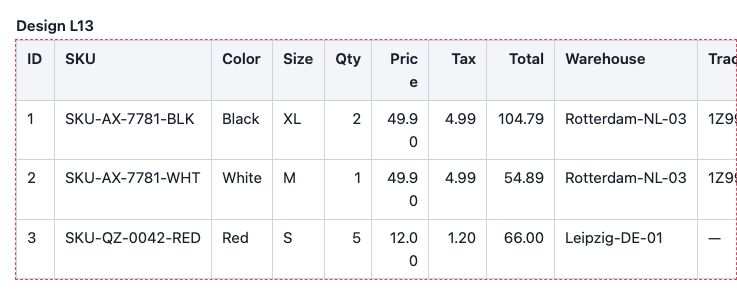 Design L13
ID SKU Color Size Qty Pric Tax Total Warehouse Trac
e
1 SKU-AX-7781-BLK Black XL 2 49.9 4.99 104.79 Rotterdam-NL-03 1Z99
0
2 SKU-AX-7781-WHT White M 1 49.9 4.99 54.89 Rotterdam-NL-03 1Z99
0
3 SKU-QZ-0042-RED Red S 5 12.0 1.20 66.00 Leipzig-DE-01 —
0